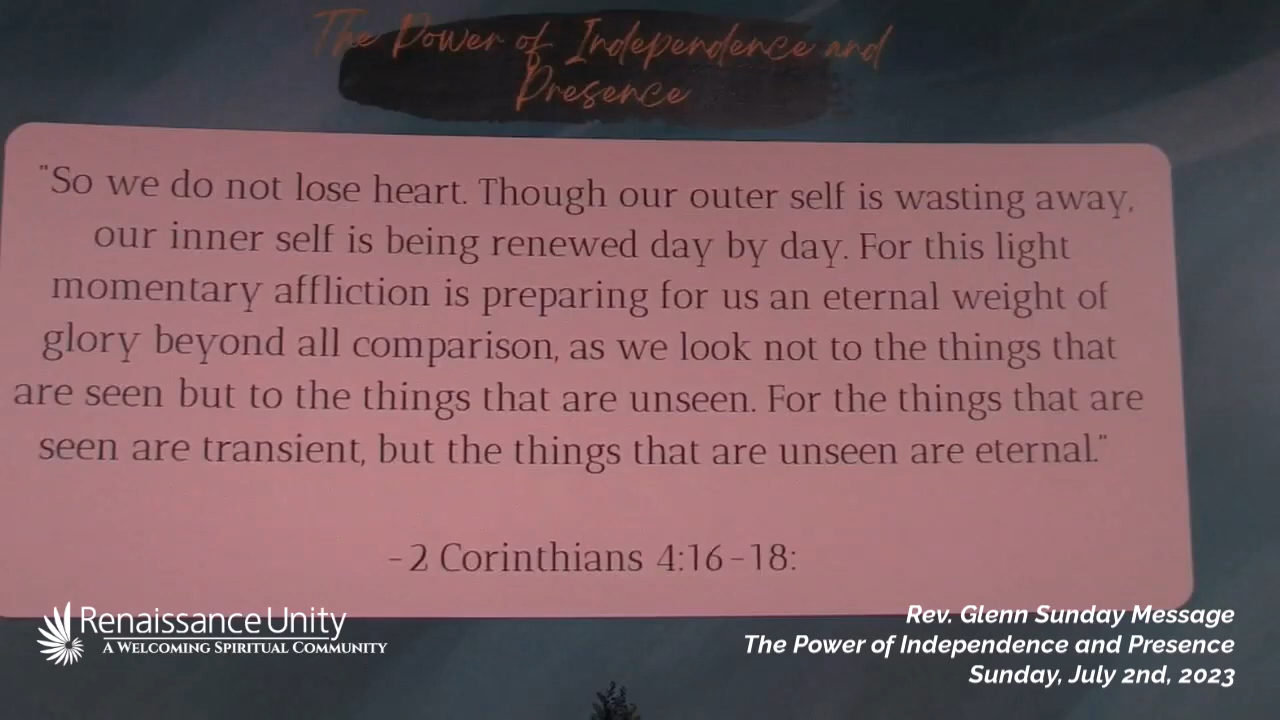 The Power of Independence and
Presence
"So we do not lose heart. Though our outer self is wasting away,
our inner self is being renewed day by day. For this light
momentary affliction is preparing for us an eternal weight of
glory beyond all comparison, as we look not to the things that
are seen but to the things that are unseen. For the things that are
seen are transient, but the things that are unseen are eternal."
- 2 Corinthians 4:16-18:
Renaissance Unity
A Welcoming Spiritual Community
Rev. Glenn Sunday Message
The Power of Independence and Presence
Sunday, July 2nd, 2023